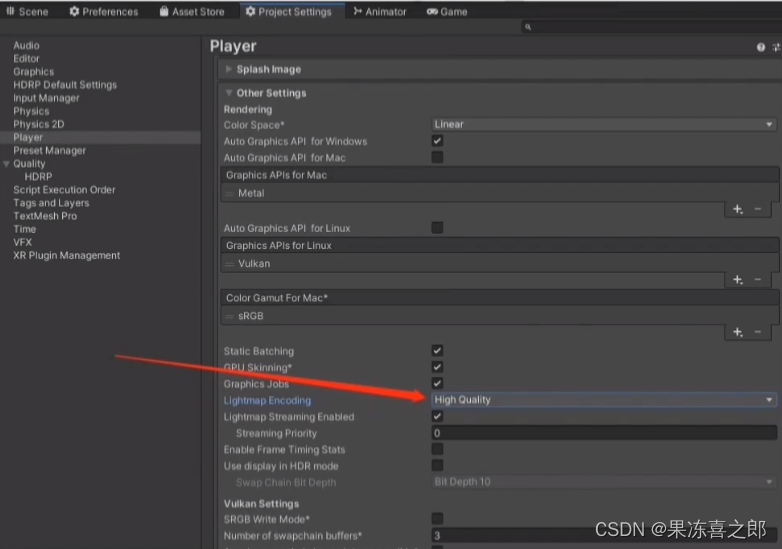 Scene Preferences Asset Store Project Settings Animator Game
Audio
Editor
Graphics
HDRP Default Settings
Input Manager
Physics
Physics 2D
Player
Preset Manager
Quality
HDRP
Script Execution Order
Tags and Layers
TextMesh Pro
Time
VFX
XR Plugin Management
Player
Splash Image
Other Settings
Rendering
Color Space* Linear
Auto Graphics API for Windows
Auto Graphics API for Mac
Graphics APIs for Mac
= Metal
+ -
Auto Graphics API for Linux
Graphics APIs for Linux
= Vulkan
+ -
Color Gamut For Mac*
= sRGB
+ -
Static Batching
GPU Skinning*
Graphics Jobs
Lightmap Encoding High Quality
Lightmap Streaming Enabled
Streaming Priority 0
Enable Frame Timing Stats
Use display in HDR mode
Swap Chain Bit Depth Bit Depth 10
Vulkan Settings
SRGB Write Mode*
Number of swapchain buffers* 3
CSDN @果冻喜之郎